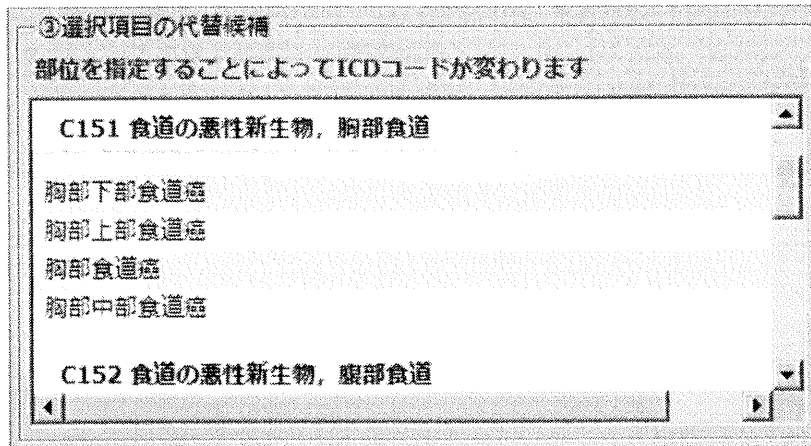 ③選択項目の代替候補
部位を指定することによってICDコードが変わります
C151 食道の悪性新生物，胸部食道
胸部下部食道癌
胸部上部食道癌
胸部食道癌
胸部中部食道癌
C152 食道の悪性新生物，腹部食道